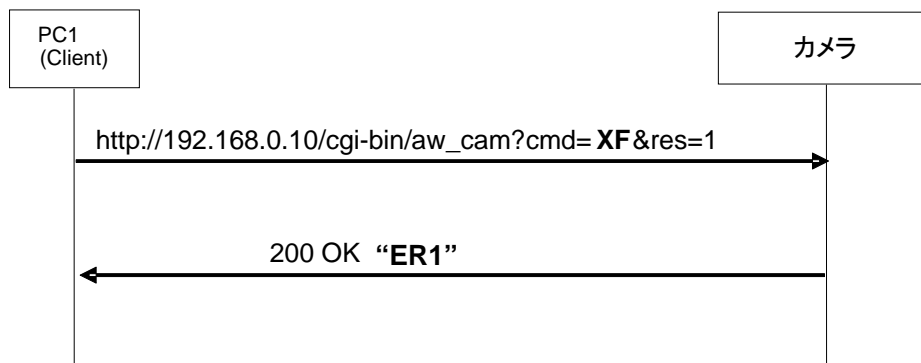 PC1
(Client)
カメラ
http://192.168.0.10/cgi-bin/aw_cam?cmd= XF&res=1
200 OK “ER1”